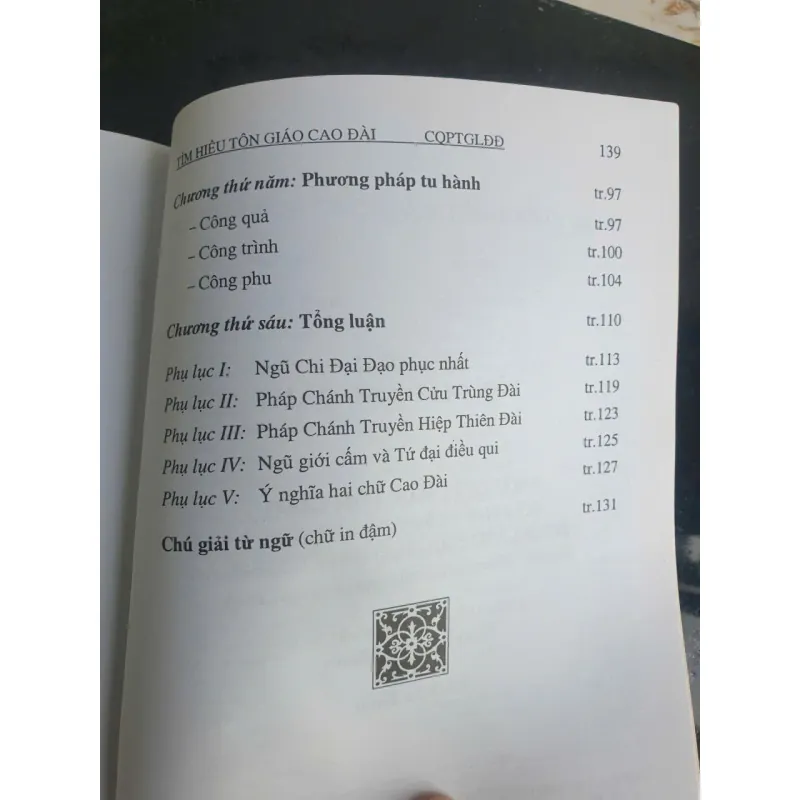 TÌM HIỂU TÔN GIÁO CAO ĐÀI CQPTGLĐĐ 139
Chương thứ năm: Phương pháp tu hành tr.97
– Công quả tr.97
– Công trình tr.100
– Công phu tr.104
Chương thứ sáu: Tổng luận tr.110
Phụ lục I: Ngũ Chi Đại Đạo phục nhất tr.113
Phụ lục II: Pháp Chánh Truyền Cửu Trùng Đài tr.119
Phụ lục III: Pháp Chánh Truyền Hiệp Thiên Đài tr.123
Phụ lục IV: Ngũ giới cấm và Tứ đại điều qui tr.125
Phụ lục V: Ý nghĩa hai chữ Cao Đài tr.127
Chú giải từ ngữ (chữ in đậm) tr.131